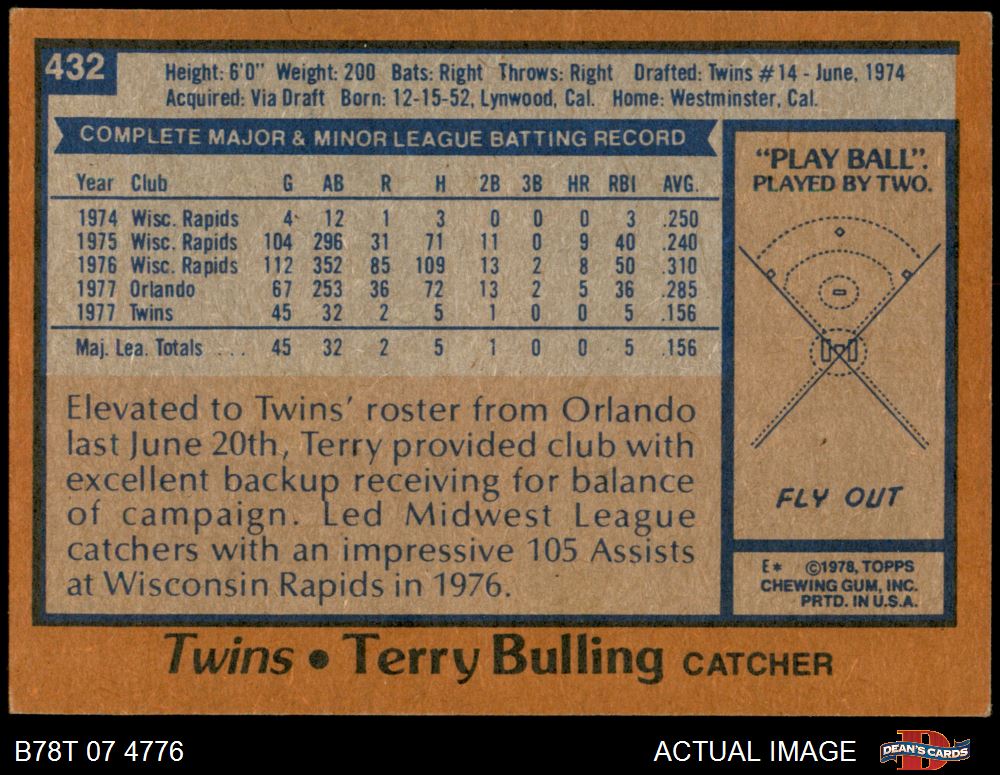 432
Height: 6'0" Weight: 200 Bats: Right Throws: Right Drafted: Twins #14 - June, 1974
Acquired: Via Draft Born: 12-15-52, Lynwood, Cal. Home: Westminster, Cal.
COMPLETE MAJOR & MINOR LEAGUE BATTING RECORD
Year Club G AB R H 2B 3B HR RBI AVG.
1974 Wisc. Rapids 4 12 1 3 0 0 0 3 .250
1975 Wisc. Rapids 104 296 31 71 11 0 9 40 .240
1976 Wisc. Rapids 112 352 85 109 13 2 8 50 .310
1977 Orlando 67 253 36 72 13 2 5 36 .285
1977 Twins 45 32 2 5 1 0 0 5 .156
Maj. Lea. Totals ... 45 32 2 5 1 0 0 5 .156
Elevated to Twins' roster from Orlando
last June 20th, Terry provided club with
excellent backup receiving for balance
of campaign. Led Midwest League
catchers with an impressive 105 Assists
at Wisconsin Rapids in 1976.
"PLAY BALL".
PLAYED BY TWO.
FLY OUT
E* ©1978, TOPPS
CHEWING GUM, INC.
PRTD. IN U.S.A.
Twins • Terry Bulling CATCHER
B78T 07 4776
ACTUAL IMAGE
D
DEAN'S CARDS